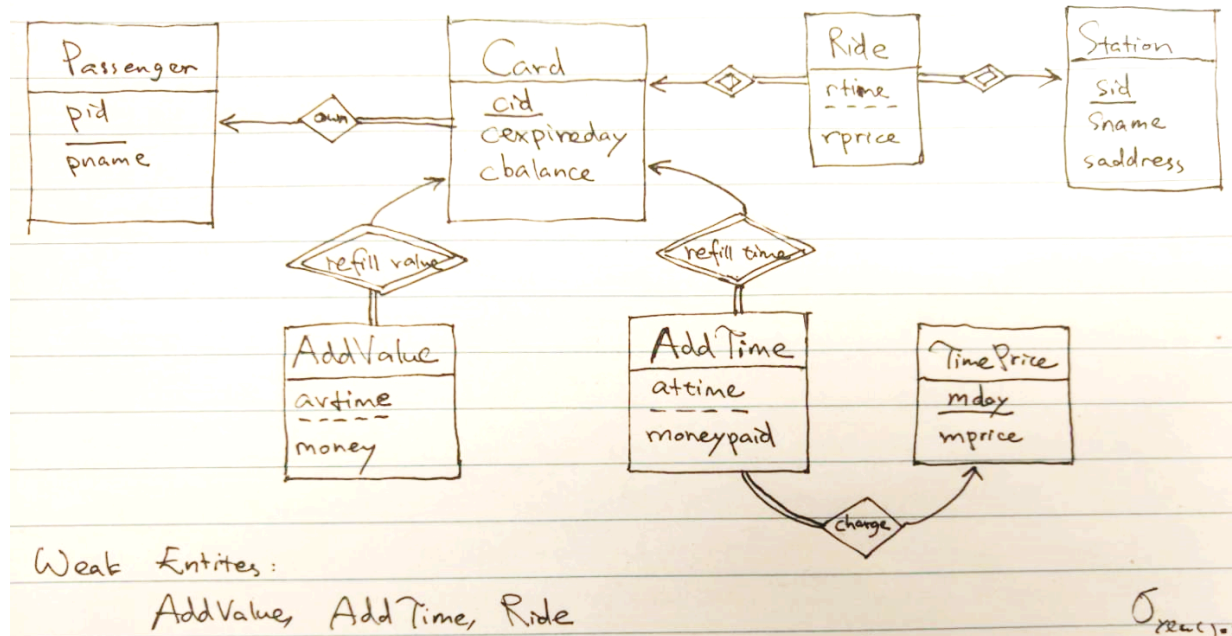 Passenger
pid
pname
own
Card
cid
cexpireday
cbalance
Ride
rtime
rprice
Station
sid
sname
saddress
refill value
refill time
AddValue
avtime
money
AddTime
attime
moneypaid
TimePrice
mday
mprice
charge
Weak Entites:
AddValue, AddTime, Ride